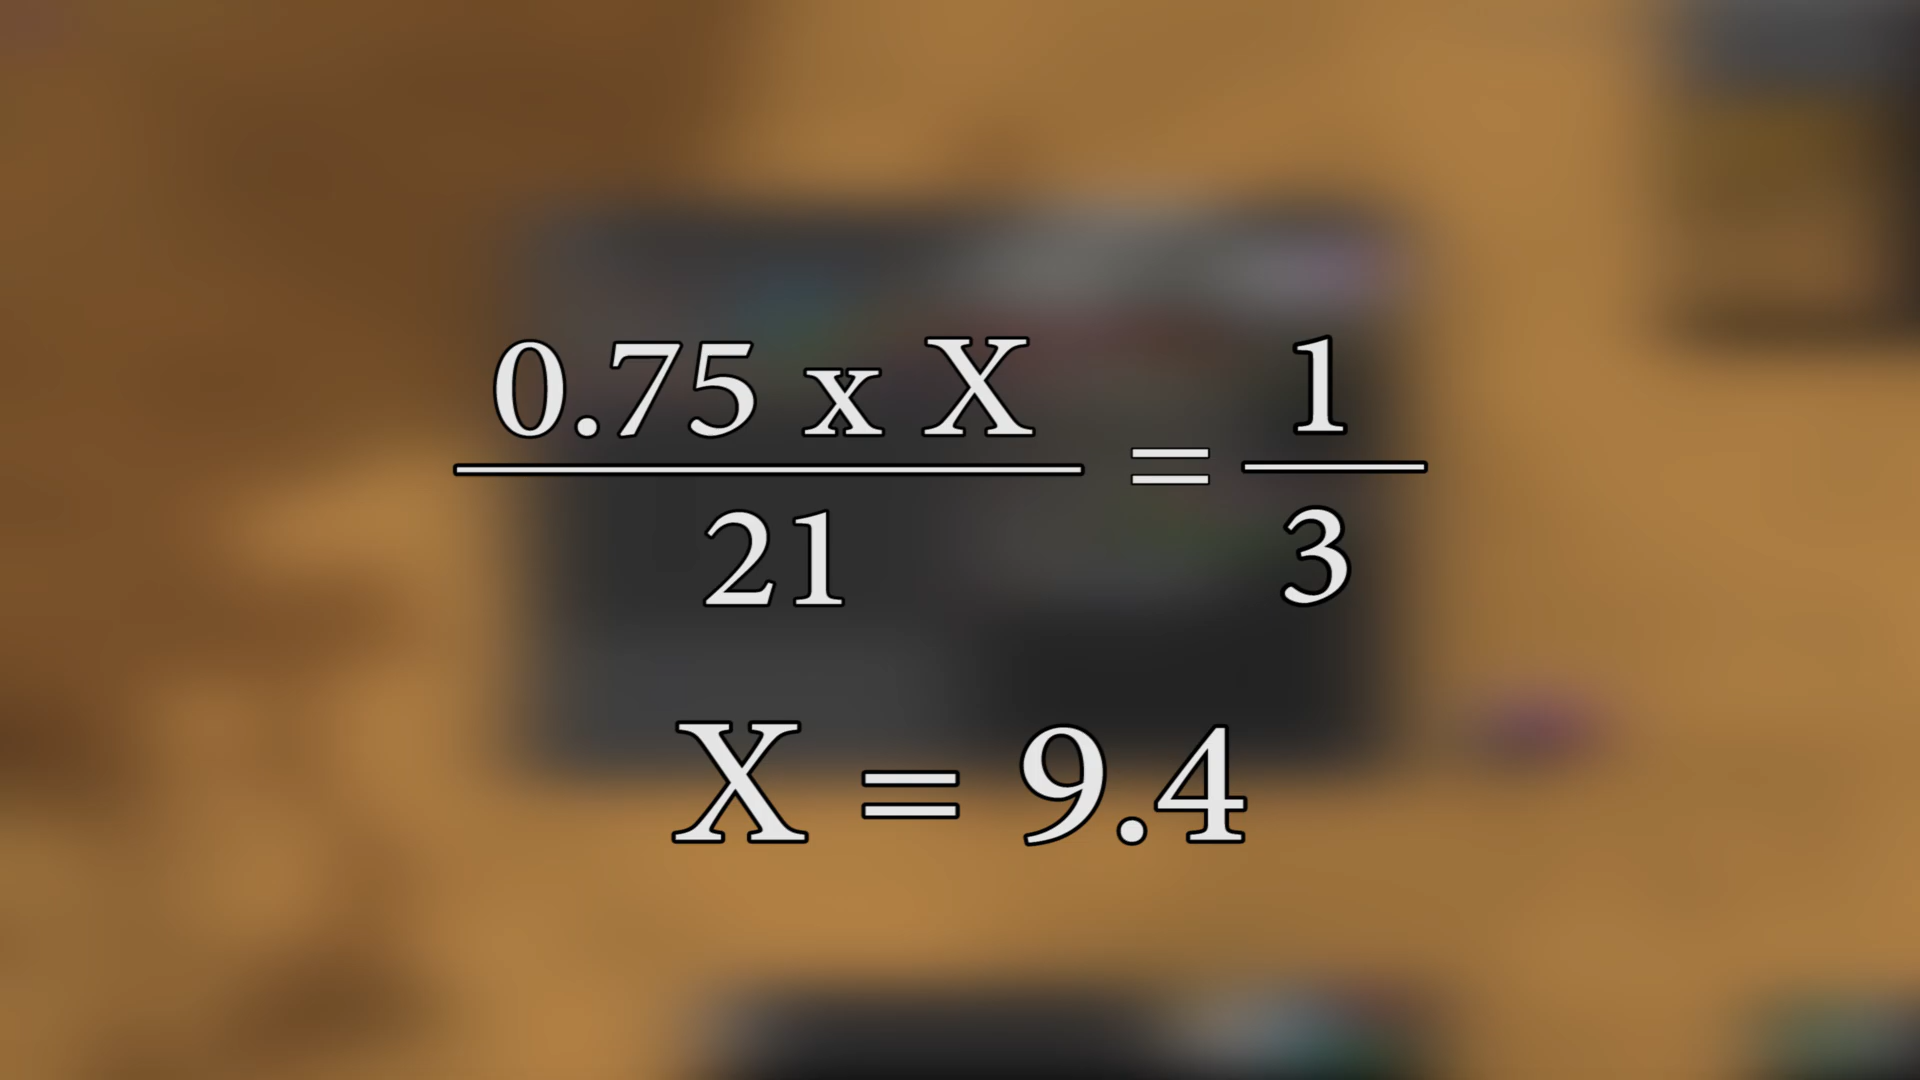 0.75 x X = 1
21 3
X = 9.4